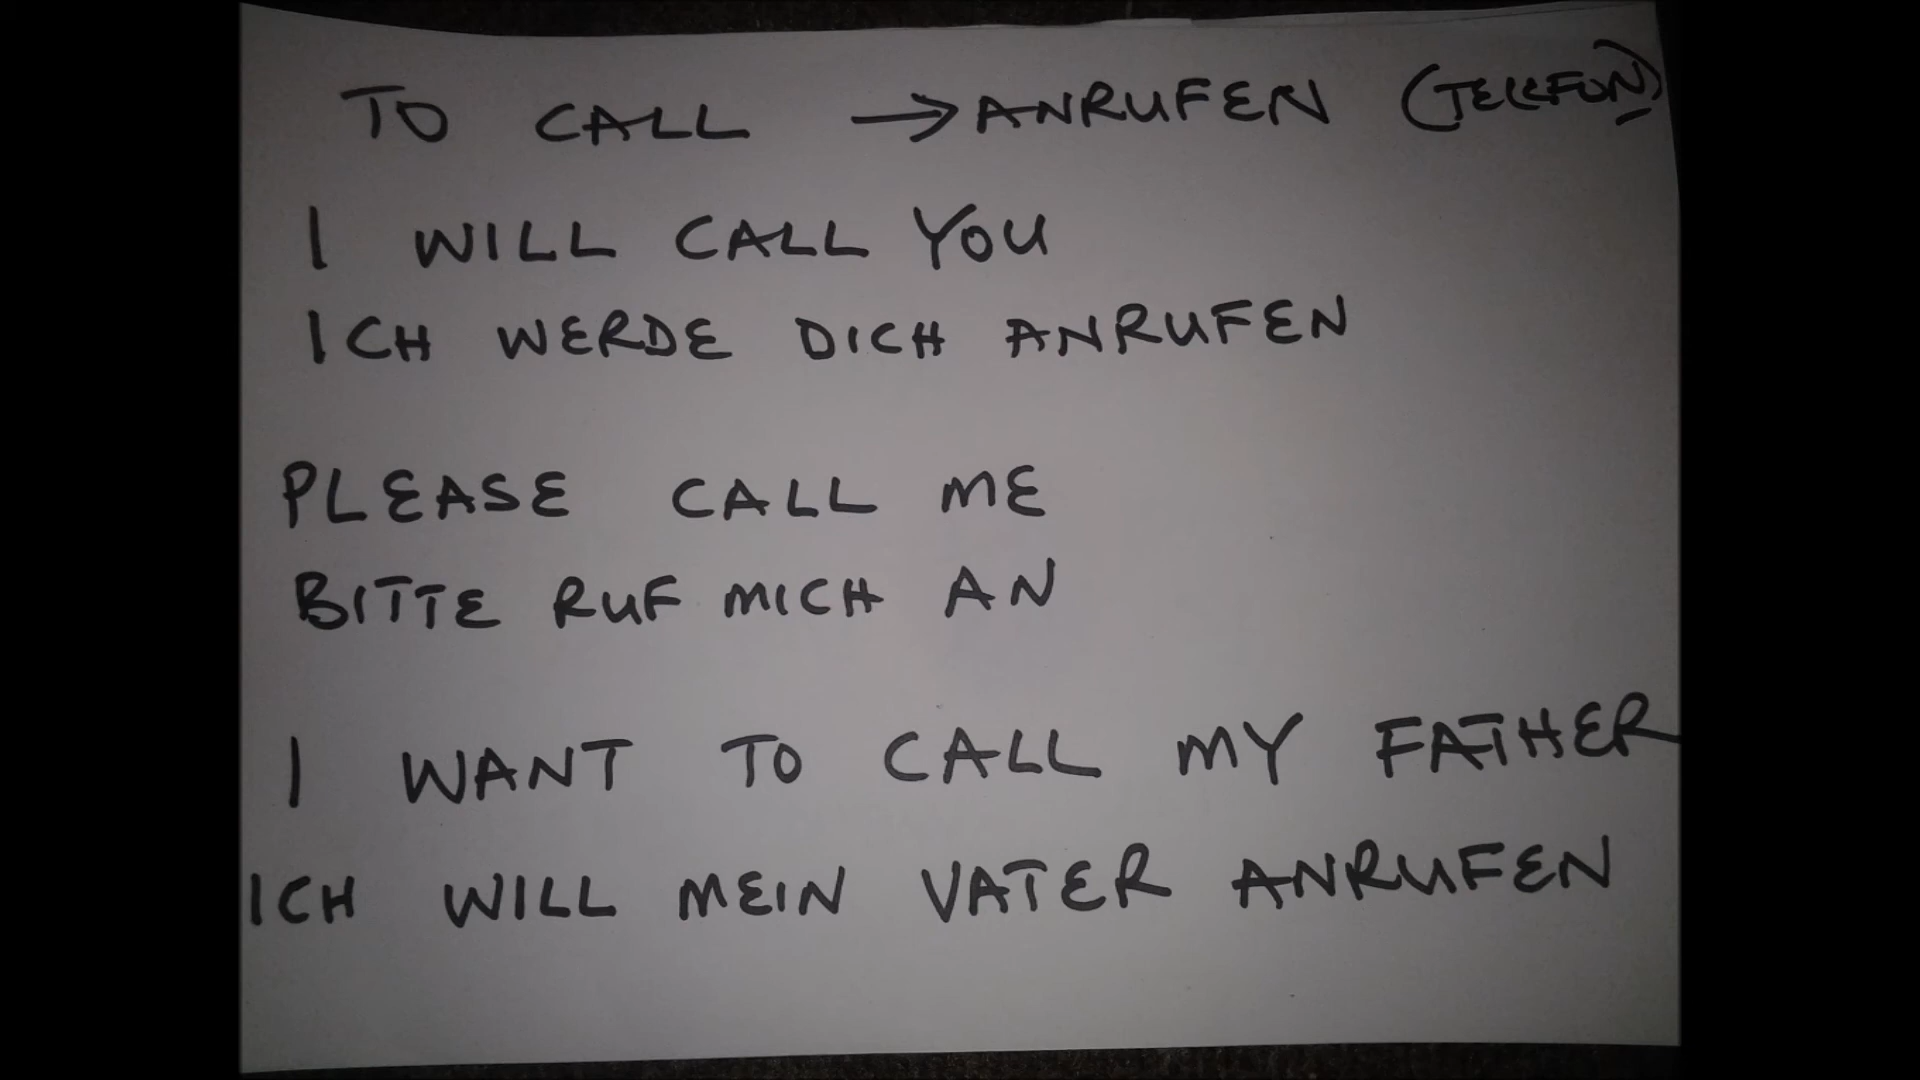 TO CALL → ANRUFEN (TELEFON)
I WILL CALL YOU
ICH WERDE DICH ANRUFEN
PLEASE CALL ME
BITTE RUF MICH AN
I WANT TO CALL MY FATHER
ICH WILL MEIN VATER ANRUFEN